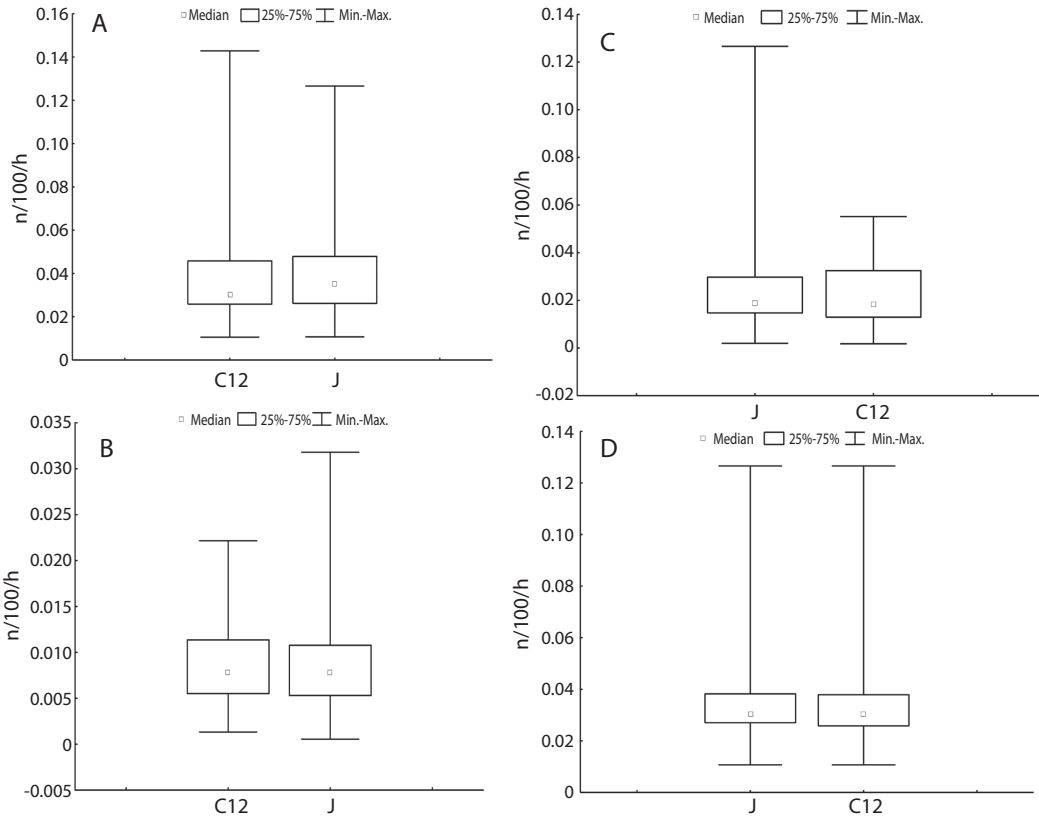 A
Median 25%-75% Min.-Max.
0.16
0.14
0.12
0.10
0.08
0.06
0.04
0.02
0
n/100/h
C12 J
C
Median 25%-75% Min.-Max.
0.14
0.12
0.10
0.08
0.06
0.04
0.02
0
-0.02
n/100/h
J C12
B
Median 25%-75% Min.-Max.
0.035
0.030
0.025
0.020
0.015
0.010
0.005
0
-0.005
n/100/h
C12 J
D
Median 25%-75% Min.-Max.
0.14
0.12
0.10
0.08
0.06
0.04
0.02
0
n/100/h
J C12